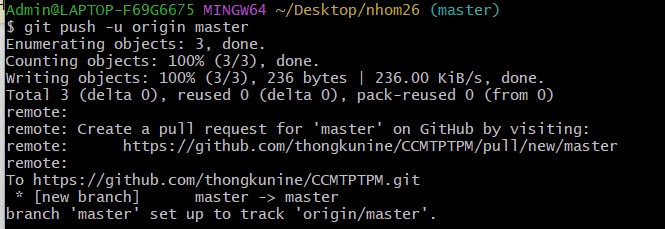 Admin@LAPTOP-F69G6675 MINGW64 ~/Desktop/nhom26 (master)
$ git push -u origin master
Enumerating objects: 3, done.
Counting objects: 100% (3/3), done.
Writing objects: 100% (3/3), 236 bytes | 236.00 KiB/s, done.
Total 3 (delta 0), reused 0 (delta 0), pack-reused 0 (from 0)
remote:
remote: Create a pull request for 'master' on GitHub by visiting:
remote:      https://github.com/thongkunine/CCMTPTPM/pull/new/master
remote:
To https://github.com/thongkunine/CCMTPTPM.git
 * [new branch]      master -> master
branch 'master' set up to track 'origin/master'.